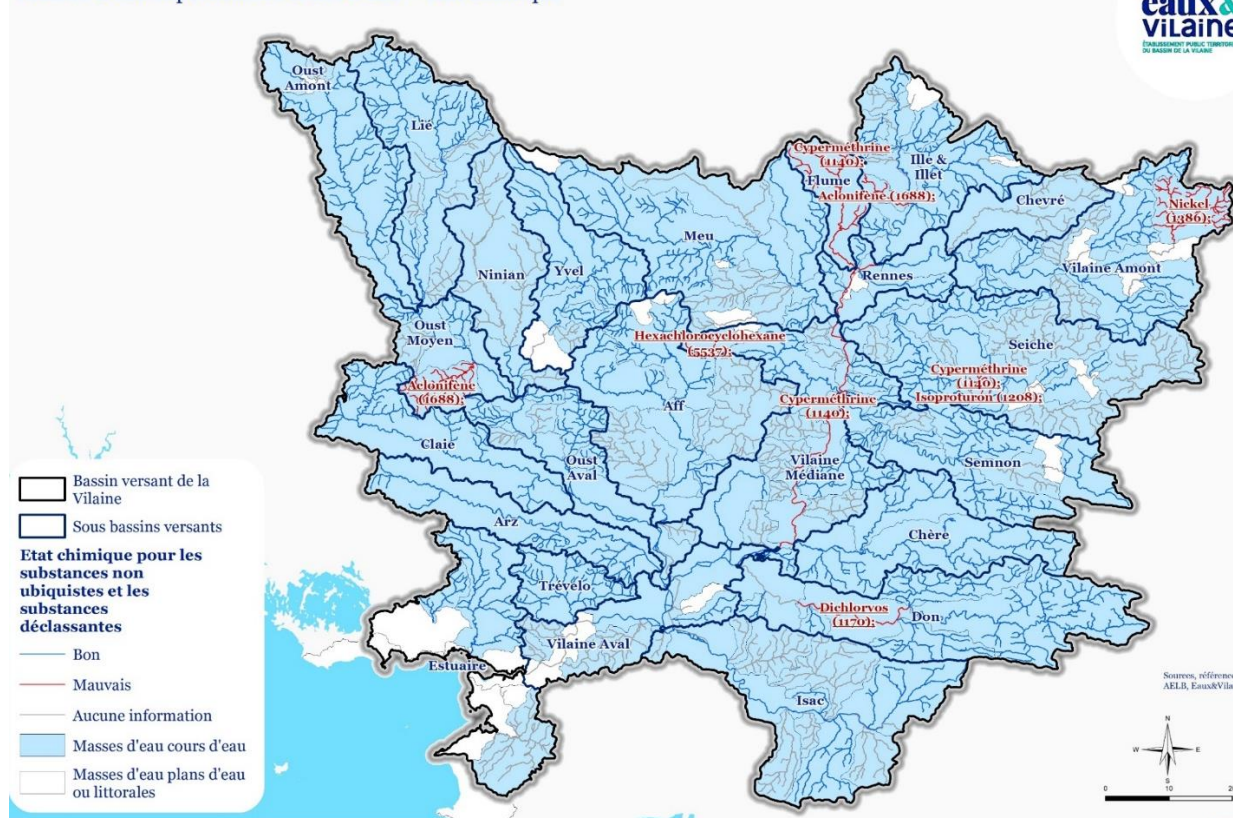 eaux&
vilaine
ÉTABLISSEMENT PUBLIC
DU BASSIN DE LA VILAINE
Oust
Amont
Lié
Cyperméthrine
(1140);
Flume
Aclonifène (1688);
Ille &
Illet
Chevré
Nickel
(1386);
Meu
Ninian
Yvel
Rennes
Vilaine Amont
Oust
Moyen
Hexachlorocyclohexane
(5537);
Seiche
Aclonifène
(1688);
Cyperméthrine
(1140);
Isoproturon (1208);
Cyperméthrine
(1140);
Aff
Claie
Oust
Aval
Vilaine
Médiane
Semnon
Arz
Chère
Trévelo
Dichlorvos
(1170);
Don
Vilaine Aval
Estuaire
Isac
Bassin versant de la
Vilaine
Sous bassins versants
Etat chimique pour les
substances non
ubiquistes et les
substances
déclassantes
Bon
Mauvais
Aucune information
Masses d'eau cours d'eau
Masses d'eau plans d'eau
ou littorales
Sources,
AELB,
N
W
E
S
0
10